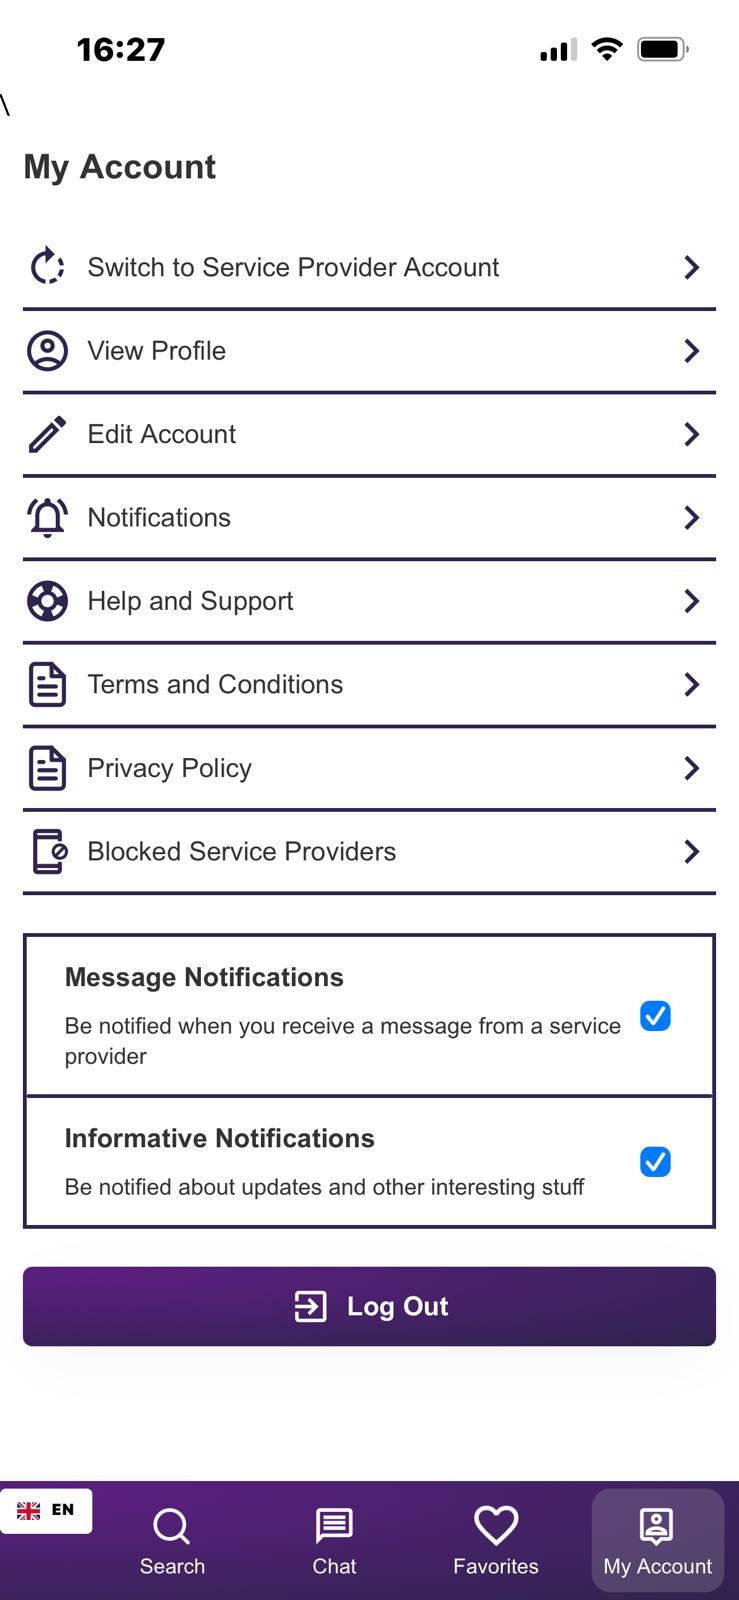 16:27
\
My Account
Switch to Service Provider Account
View Profile
Edit Account
Notifications
Help and Support
Terms and Conditions
Privacy Policy
Blocked Service Providers
Message Notifications
Be notified when you receive a message from a service
provider
Informative Notifications
Be notified about updates and other interesting stuff
Log Out
EN
Search
Chat
Favorites
My Account